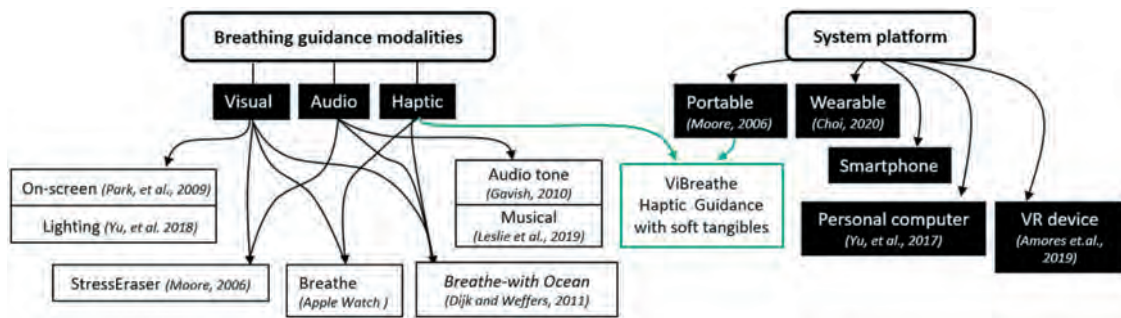 Breathing guidance modalities
System platform
Visual
Audio
Haptic
Portable
(Moore, 2006)
Wearable
(Choi, 2020)
Smartphone
On-screen (Park, et al., 2009)
Lighting (Yu, et al. 2018)
Audio tone
(Gavish, 2010)
Musical
(Leslie et al., 2019)
ViBreathe
Haptic Guidance
with soft tangibles
Personal computer
(Yu, et al., 2017)
VR device
(Amores et.al.,
2019)
StressEraser (Moore, 2006)
Breathe
(Apple Watch )
Breathe-with Ocean
(Dijk and Weffers, 2011)